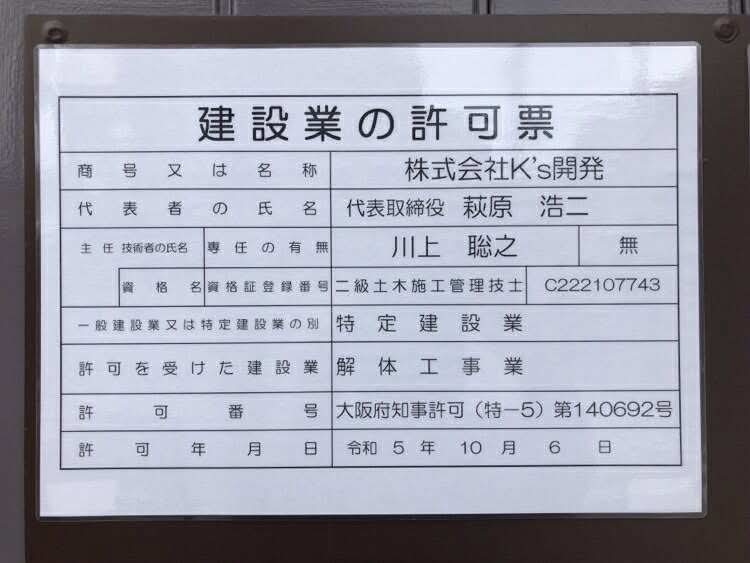 建設業の許可票
商号又は名称 株式会社K's開発
代表者の氏名 代表取締役 萩原 浩二
主任技術者の氏名 専任の有無 川上 聡之 無
資格名 資格証登録番号 二級土木施工管理技士 C222107743
一般建設業又は特定建設業の別 特定建設業
許可を受けた建設業 解体工事業
許可番号 大阪府知事許可(特ー5)第140692号
許可年月日 令和5年10月6日